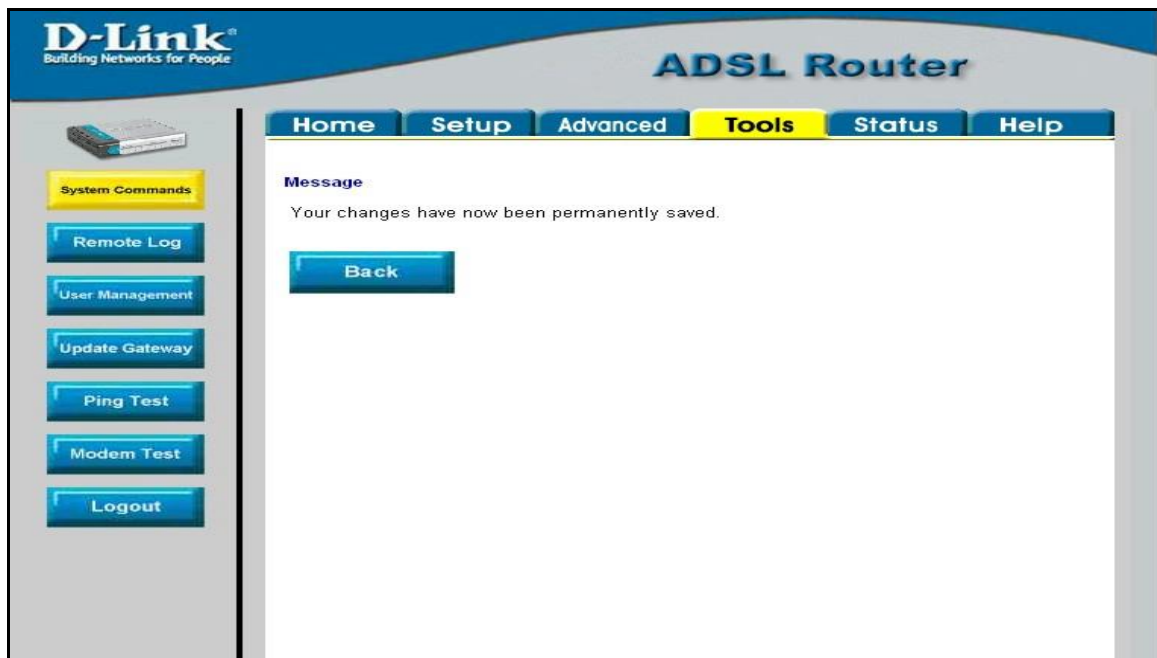 D-Link®
Building Networks for People
ADSL Router
Home Setup Advanced Tools Status Help
System Commands
Remote Log
User Management
Update Gateway
Ping Test
Modem Test
Logout
Message
Your changes have now been permanently saved.
Back